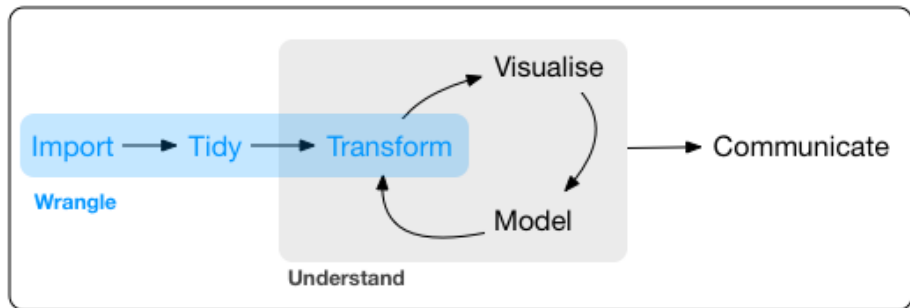 Visualise
Import
Tidy
Transform
Communicate
Wrangle
Model
Understand